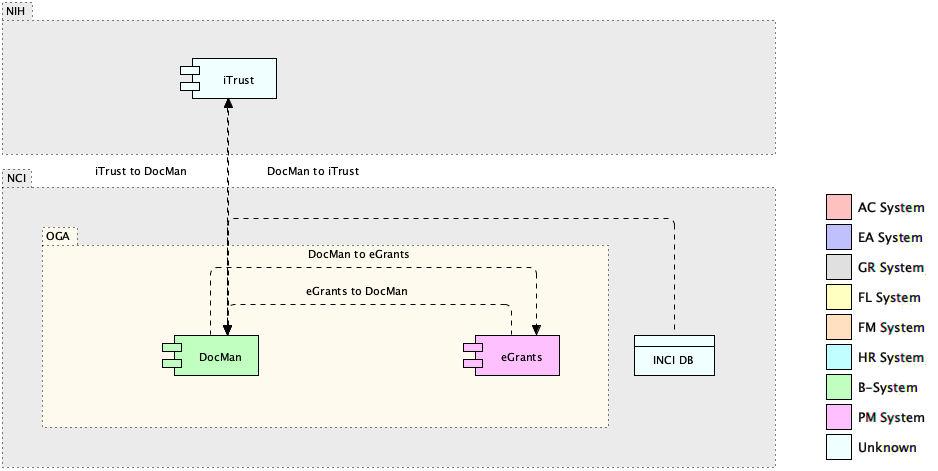 NIH
iTrust
iTrust to DocMan
DocMan to iTrust
NCI
OGA
DocMan to eGrants
eGrants to DocMan
DocMan
eGrants
INCI DB
AC System
EA System
GR System
FL System
FM System
HR System
B-System
PM System
Unknown